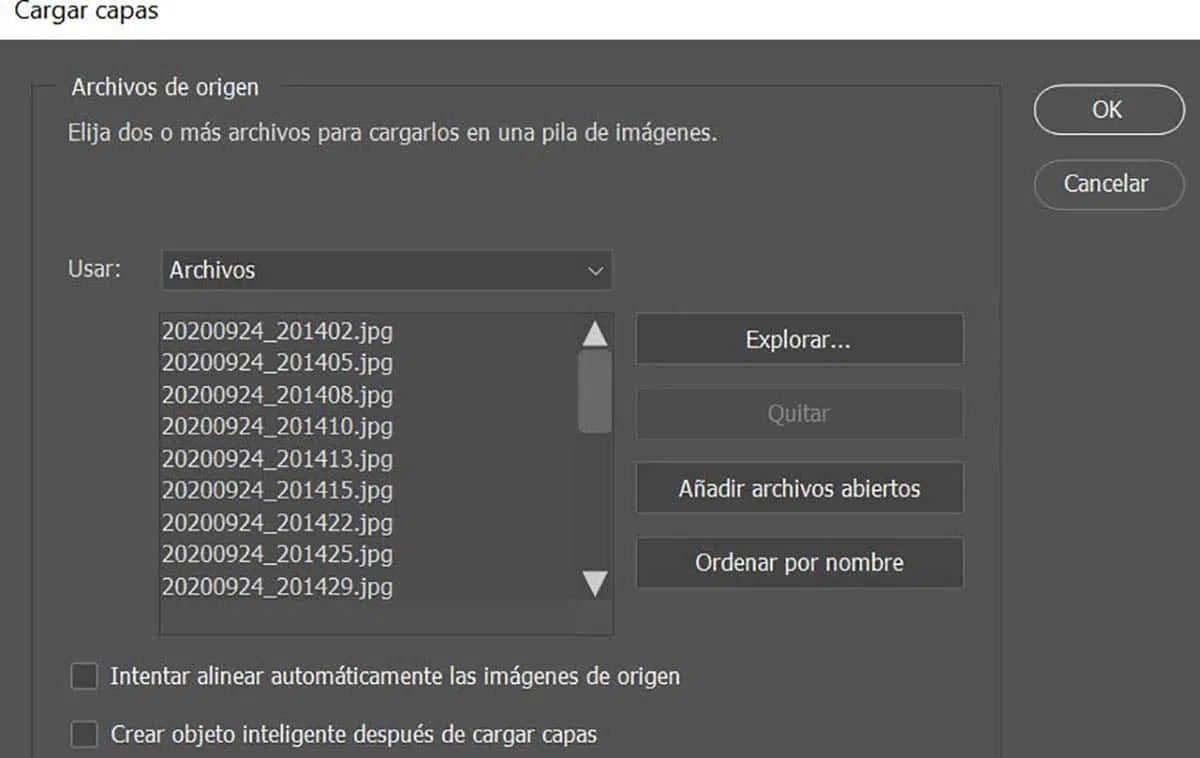 Cargar capas
Archivos de origen
Elija dos o más archivos para cargarlos en una pila de imágenes.
OK
Cancelar
Usar:
Archivos
20200924_201402.jpg
20200924_201405.jpg
20200924_201408.jpg
20200924_201410.jpg
20200924_201413.jpg
20200924_201415.jpg
20200924_201422.jpg
20200924_201425.jpg
20200924_201429.jpg
Explorar...
Quitar
Añadir archivos abiertos
Ordenar por nombre
Intentar alinear automáticamente las imágenes de origen
Crear objeto inteligente después de cargar capas